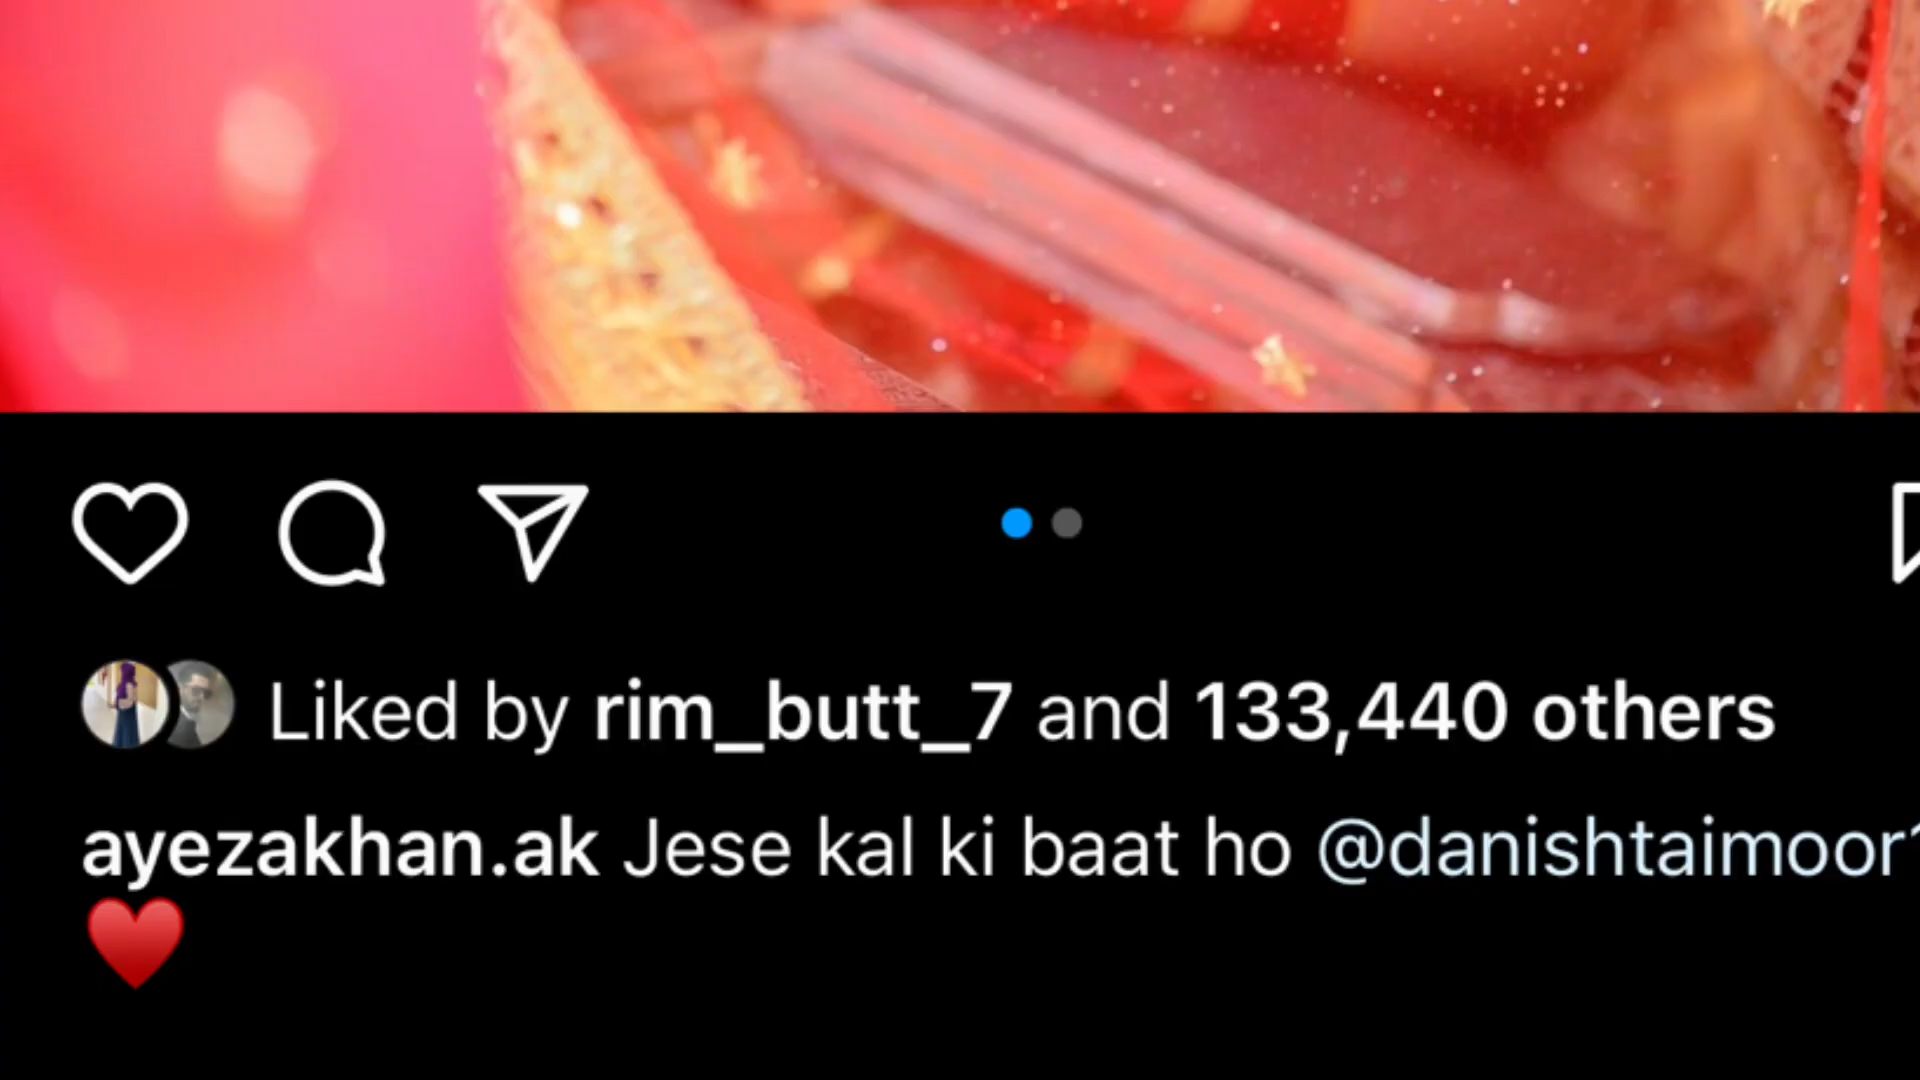 Liked by rim_butt_7 and 133,440 others
ayezakhan.ak Jese kal ki baat ho @danishtaimoor
♥️